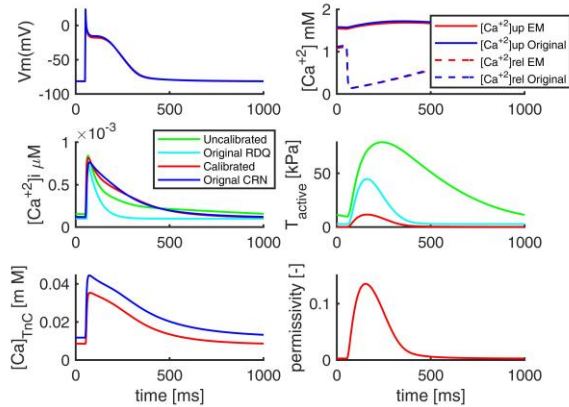 Vm(mV)
0
-50
-100
0
500
1000
[Ca+2] mM
2
1
0
0
500
1000
[Ca+2]up EM
[Ca+2]up Original
[Ca+2]rel EM
[Ca+2]rel Original
[Ca+2]i μM
× 10-3
1
0.5
0
0
500
1000
Uncalibrated
Orignal RDQ
Calibrated
Orignal CRN
Tactive [kPa]
50
0
0
500
1000
[Ca]TnC [m M]
0.04
0.02
0
0
500
1000
time [ms]
permissivity [-]
0.1
0
0
500
1000
time [ms]